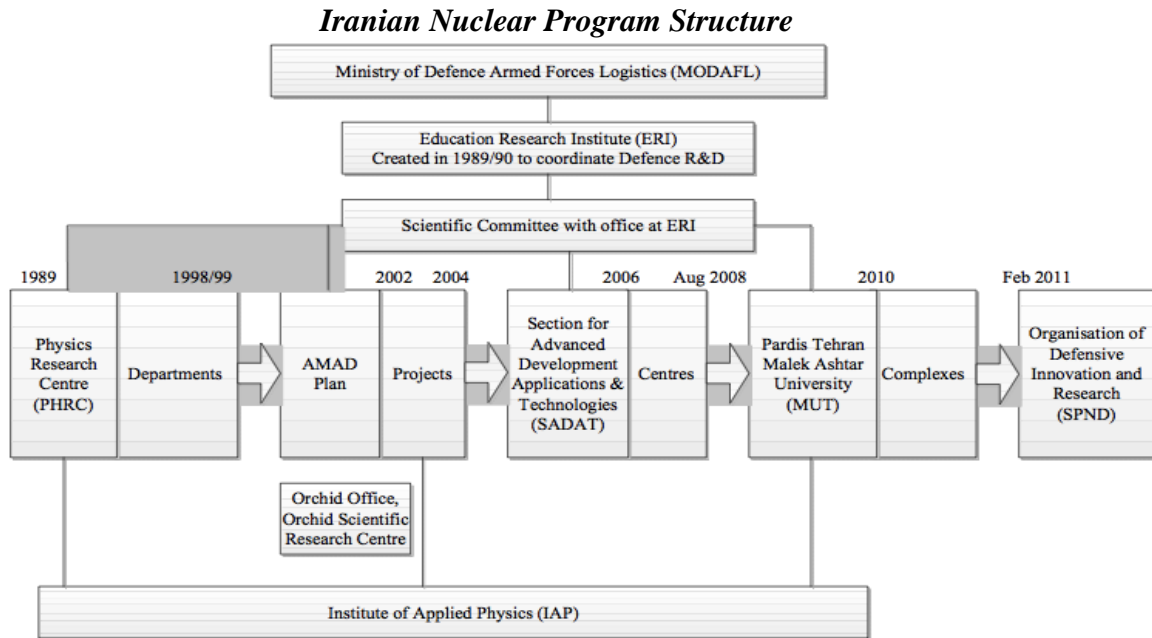 Iranian Nuclear Program Structure
Ministry of Defence Armed Forces Logistics (MODAFL)
Education Research Institute (ERI)
Created in 1989/90 to coordinate Defence R&D
Scientific Committee with office at ERI
1989
1998/99
2002
2004
2006
Aug 2008
2010
Feb 2011
Physics
Research
Centre
(PHRC)
Departments
AMAD
Plan
Projects
Section for
Advanced
Development
Applications &
Technologies
(SADAT)
Centres
Pardis Tehran
Malek Ashtar
University
(MUT)
Complexes
Organisation of
Defensive
Innovation and
Research
(SPND)
Orchid Office,
Orchid Scientific
Research Centre
Institute of Applied Physics (IAP)